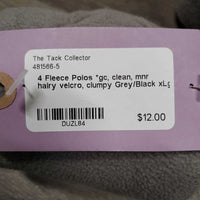 The Tack Collector
481566-5
4 Fleece Polos *gc, clean, mnr
hairy velcro, clumpy Grey/Black xLg
DUZL84
$12.00